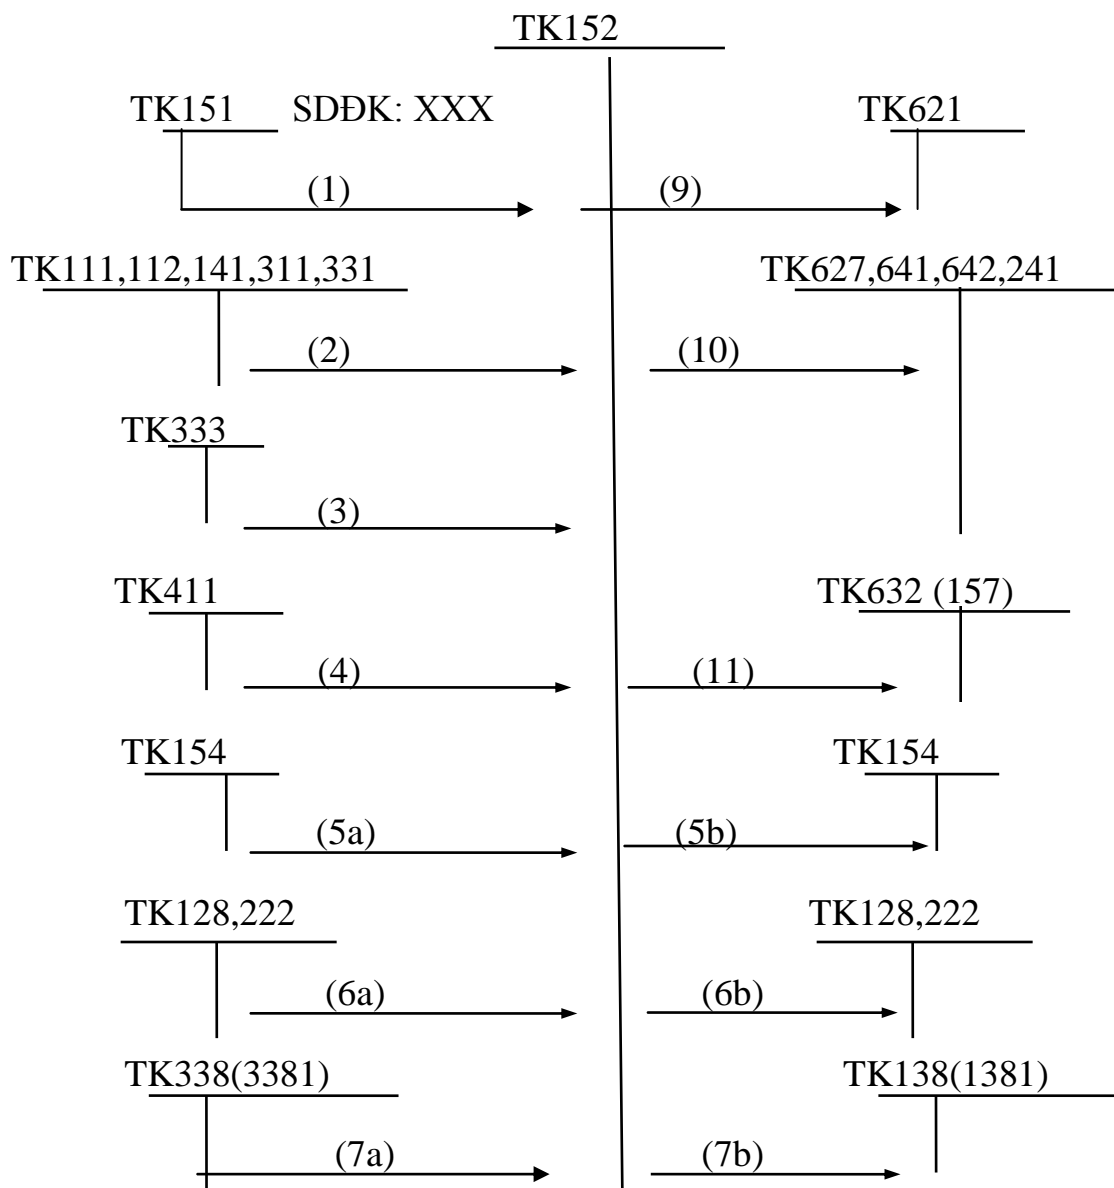 TK152
TK151 SDĐK: XXX TK621
(1) (9)
TK111,112,141,311,331 TK627,641,642,241
(2) (10)
TK333
(3)
TK411 TK632 (157)
(4) (11)
TK154 TK154
(5a) (5b)
TK128,222 TK128,222
(6a) (6b)
TK338(3381) TK138(1381)
(7a) (7b)